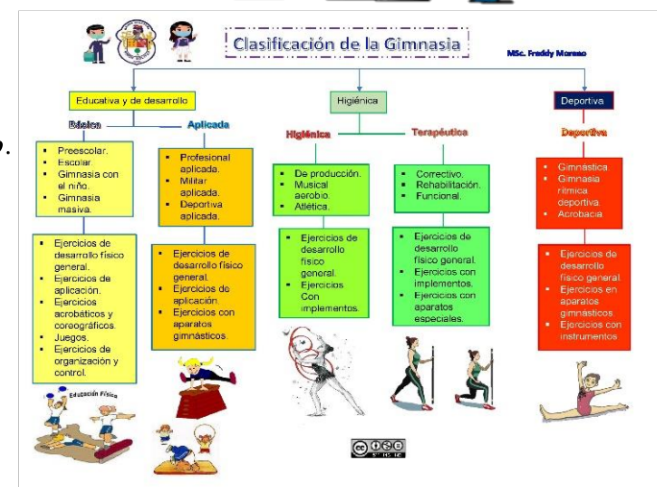 Clasificación de la Gimnasia
MSc. Freddy Moreno
Educativa y de desarrollo
Higiénica
Deportiva
Básica
Aplicada
Higiénica
Terapéutica
Deportiva
▪ Preescolar.
▪ Escolar.
▪ Gimnasia con
el niño.
▪ Gimnasia
masiva.
▪ Profesional
aplicada.
▪ Militar
aplicada.
▪ Deportiva
aplicada.
▪ De producción.
▪ Musical
aerobio.
▪ Atlética.
▪ Correctivo.
▪ Rehabilitación.
▪ Funcional.
▪ Gimnástica.
▪ Gimnasia
rítmica
deportiva.
▪ Acrobacia
▪ Ejercicios de
desarrollo físico
general.
▪ Ejercicios de
aplicación.
▪ Ejercicios
acrobáticos y
coreográficos.
▪ Juegos.
▪ Ejercicios de
organización y
control.
▪ Ejercicios de
desarrollo físico
general.
▪ Ejercicios de
aplicación.
▪ Ejercicios con
aparatos
gimnásticos.
▪ Ejercicios de
desarrollo
físico
general.
▪ Ejercicios
Con
implementos.
▪ Ejercicios de
desarrollo
físico general.
▪ Ejercicios con
implementos.
▪ Ejercicios con
aparatos
especiales.
▪ Ejercicios de
desarrollo
físico general
▪ Ejercicios en
aparatos
gimnásticos
▪ Ejercicios con
instrumentos
Educación Física
BY NC ND